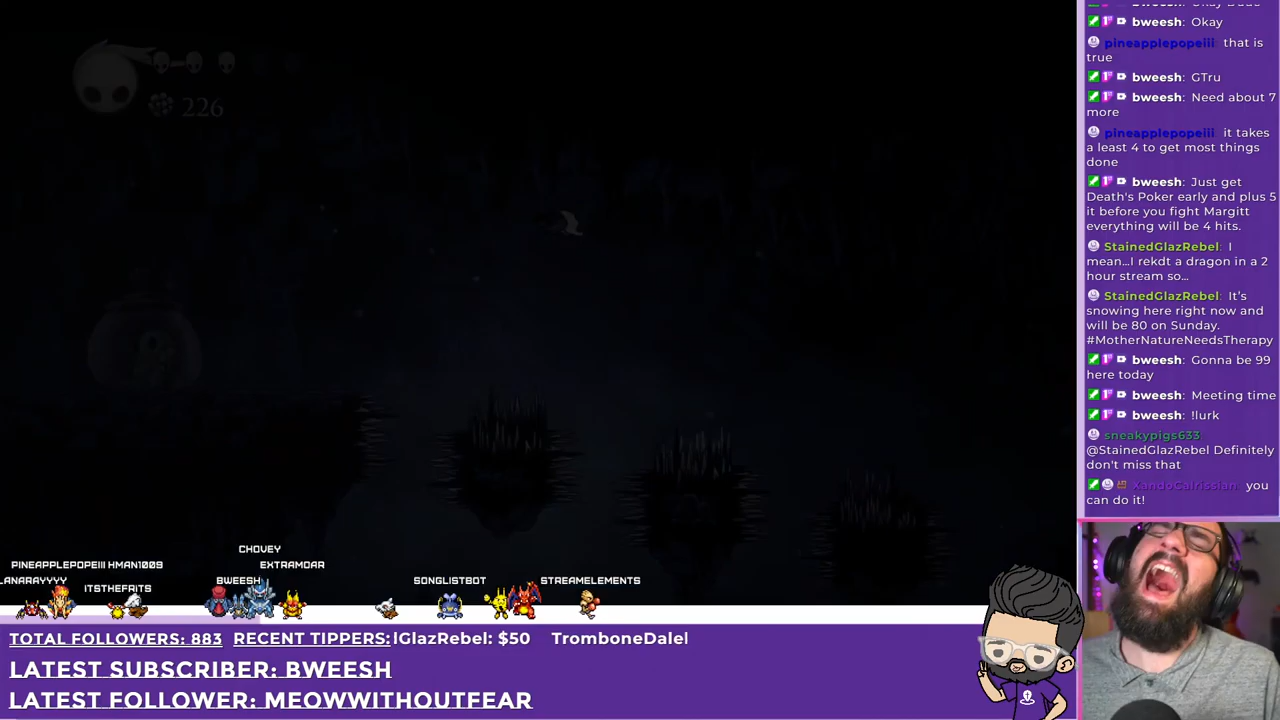 226
bweesh: Okay Dude
bweesh: Okay
pineapplepopeiii: that is
true
bweesh: GTru
bweesh: Need about 7
more
pineapplepopeiii: it takes
a least 4 to get most things
done
bweesh: Just get
Death's Poker early and plus 5
it before you fight Margitt
everything will be 4 hits.
StainedGlazRebel: I
mean...I rekdt a dragon in a 2
hour stream so...
StainedGlazRebel: It's
snowing here right now and
will be 80 on Sunday.
#MotherNatureNeedsTherapy
bweesh: Gonna be 99
here today
bweesh: Meeting time
bweesh: !lurk
sneakypigs633:
@StainedGlazRebel Definitely
don't miss that
XandoCalrissian: you
can do it!
CHOVEY
PINEAPPLEPOPEIII HMAN1009 EXTRAMDAR
LANARAYYYY ITSTHEFRITS BWEESH SONGLISTBOT STREAMELEMENTS
TOTAL FOLLOWERS: 883 RECENT TIPPERS: lGlazRebel: $50 TromboneDalel
LATEST SUBSCRIBER: BWEESH
LATEST FOLLOWER: MEOWWITHOUTFEAR